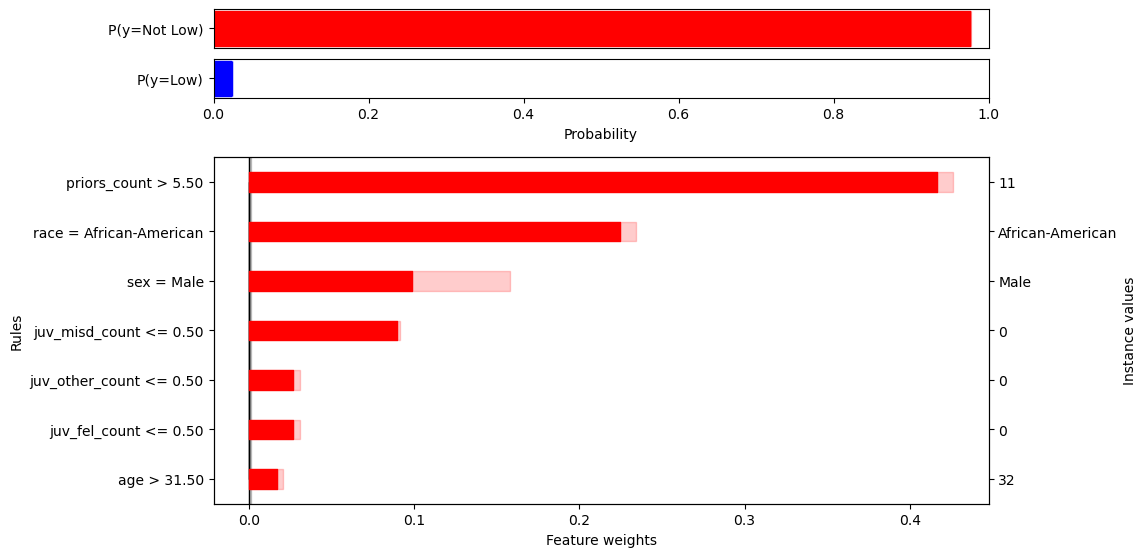 P(y=Not Low)
P(y=Low)
0.0 0.2 0.4 0.6 0.8 1.0
Probability
Rules
priors_count > 5.50 11
race = African-American African-American
sex = Male Male
juv_misd_count <= 0.50 0
juv_other_count <= 0.50 0
juv_fel_count <= 0.50 0
age > 31.50 32
Instance values
0.0 0.1 0.2 0.3 0.4
Feature weights